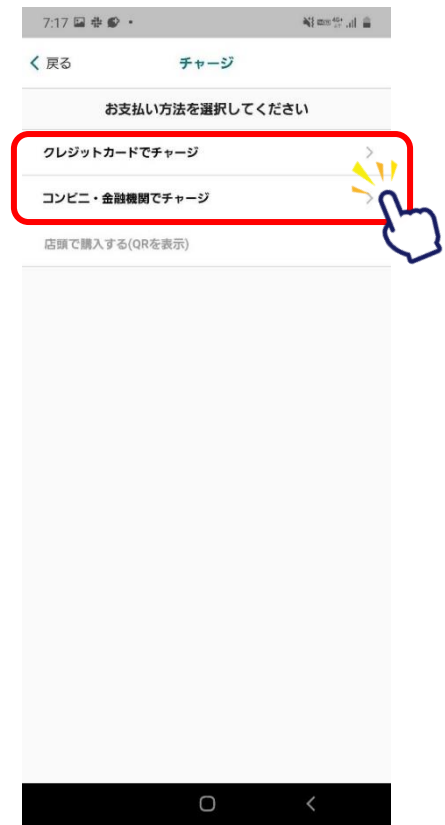 7:17
戻る
チャージ
お支払い方法を選択してください
クレジットカードでチャージ
コンビニ・金融機関でチャージ
店頭で購入する(QRを表示)